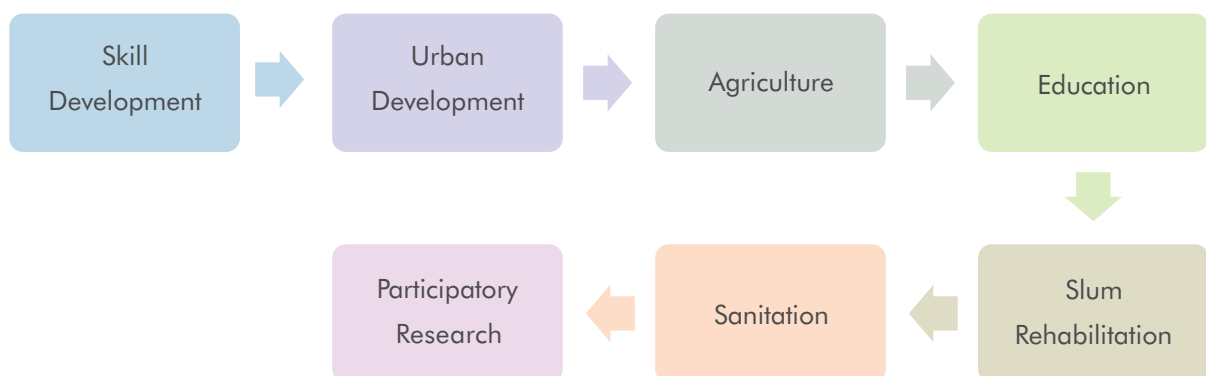 Skill
Development
Urban
Development
Agriculture
Education
Slum
Rehabilitation
Sanitation
Participatory
Research